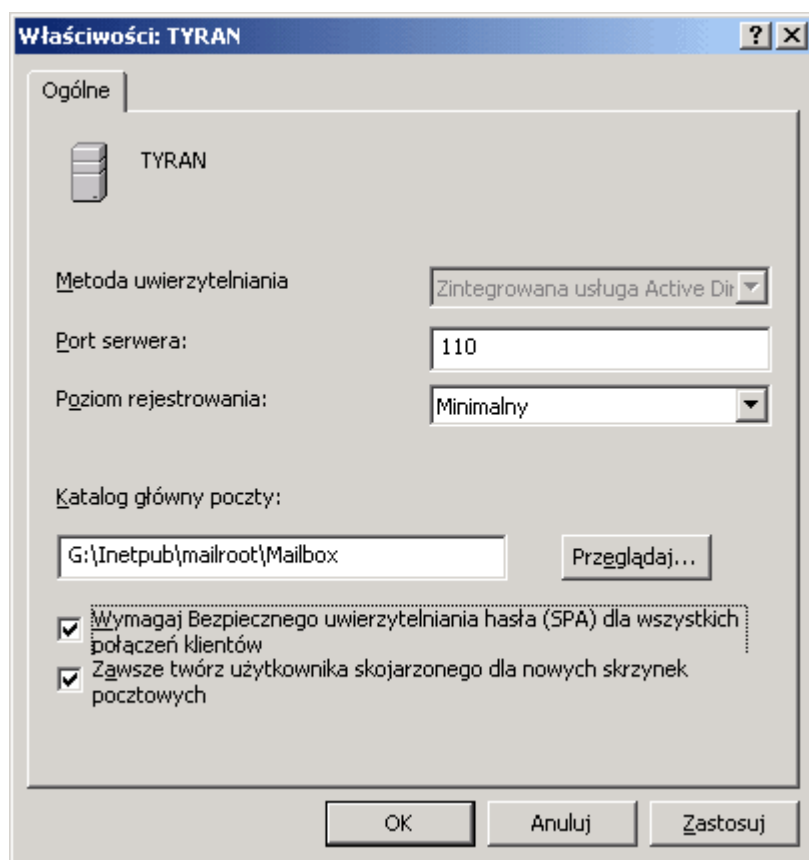 Właściwości: TYRAN
Ogólne
TYRAN
Metoda uwierzytelniania
Zintegrowana usługa Active Dir
Port serwera:
110
Poziom rejestrowania:
Minimalny
Katalog główny poczty:
G:\Inetpub\mailroot\Mailbox
Przeglądaj...
Wymagaj Bezpiecznego uwierzytelniania hasła (SPA) dla wszystkich
połączeń klientów
Zawsze twórz użytkownika skojarzonego dla nowych skrzynek
pocztowych
OK
Anuluj
Zastosuj